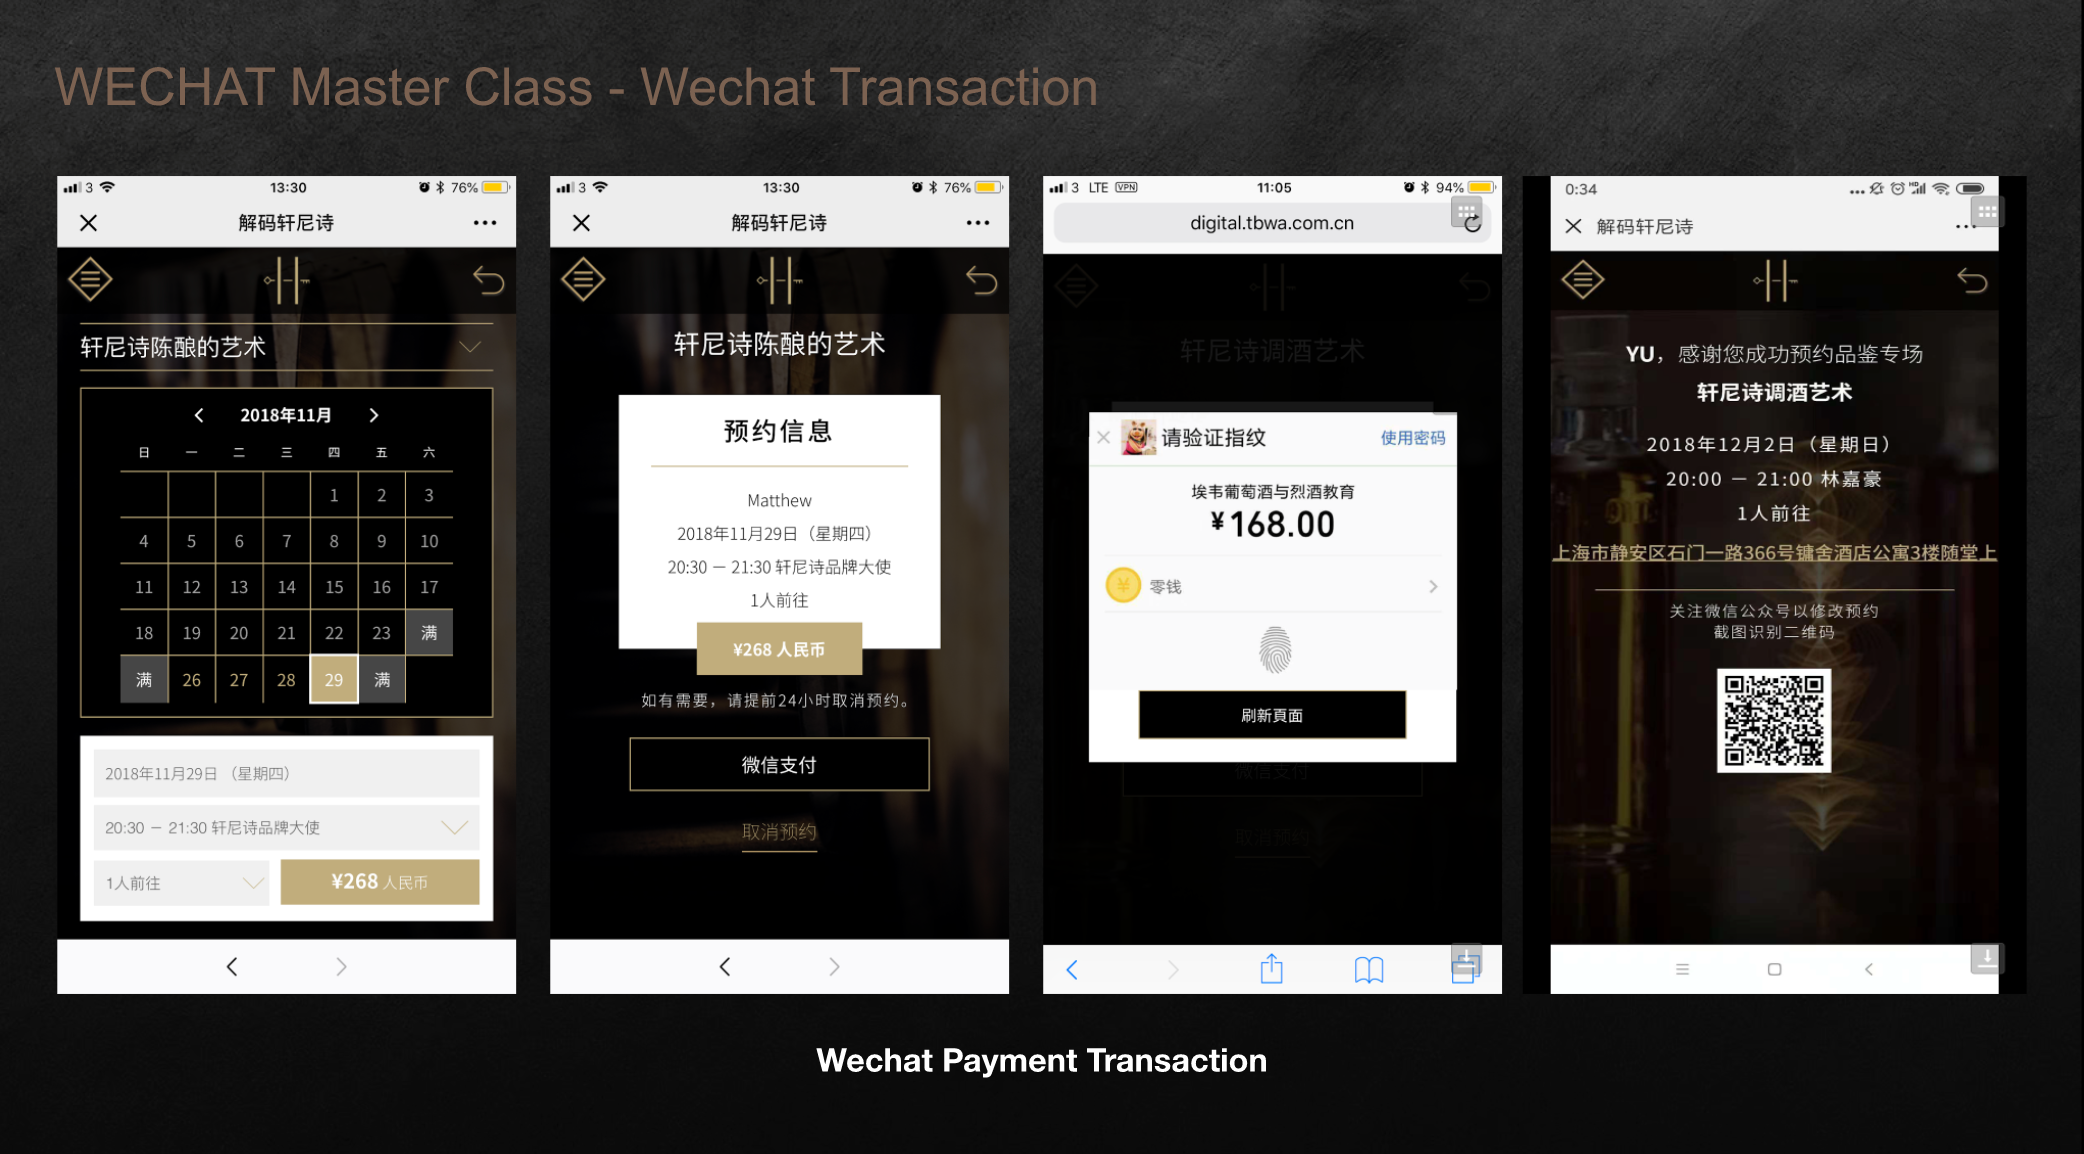 WECHAT Master Class - Wechat Transaction
3
13:30
76%
解码轩尼诗
轩尼诗陈酿的艺术
2018年11月
日 一 二 三 四 五 六
1 2 3
4 5 6 7 8 9 10
11 12 13 14 15 16 17
18 19 20 21 22 23 满
满 26 27 28 29 满
2018年11月29日 （星期四）
20:30 － 21:30 轩尼诗品牌大使
1人前往
¥268 人民币
3
13:30
76%
解码轩尼诗
轩尼诗陈酿的艺术
预约信息
Matthew
2018年11月29日（星期四）
20:30 － 21:30 轩尼诗品牌大使
1人前往
¥268 人民币
如有需要，请提前24小时取消预约。
微信支付
取消预约
3 LTE VPN
11:05
94%
digital.tbwa.com.cn
轩尼诗调酒艺术
请验证指纹
使用密码
埃韦葡萄酒与烈酒教育
¥168.00
零钱
刷新頁面
微信支付
取消预约
0:34
HD
解码轩尼诗
YU，感谢您成功预约品鉴专场
轩尼诗调酒艺术
2018年12月2日（星期日）
20:00 － 21:00 林嘉豪
1人前往
上海市静安区石门一路366号镛舍酒店公寓3楼随堂上
关注微信公众号以修改预约
截图识别二维码
Wechat Payment Transaction